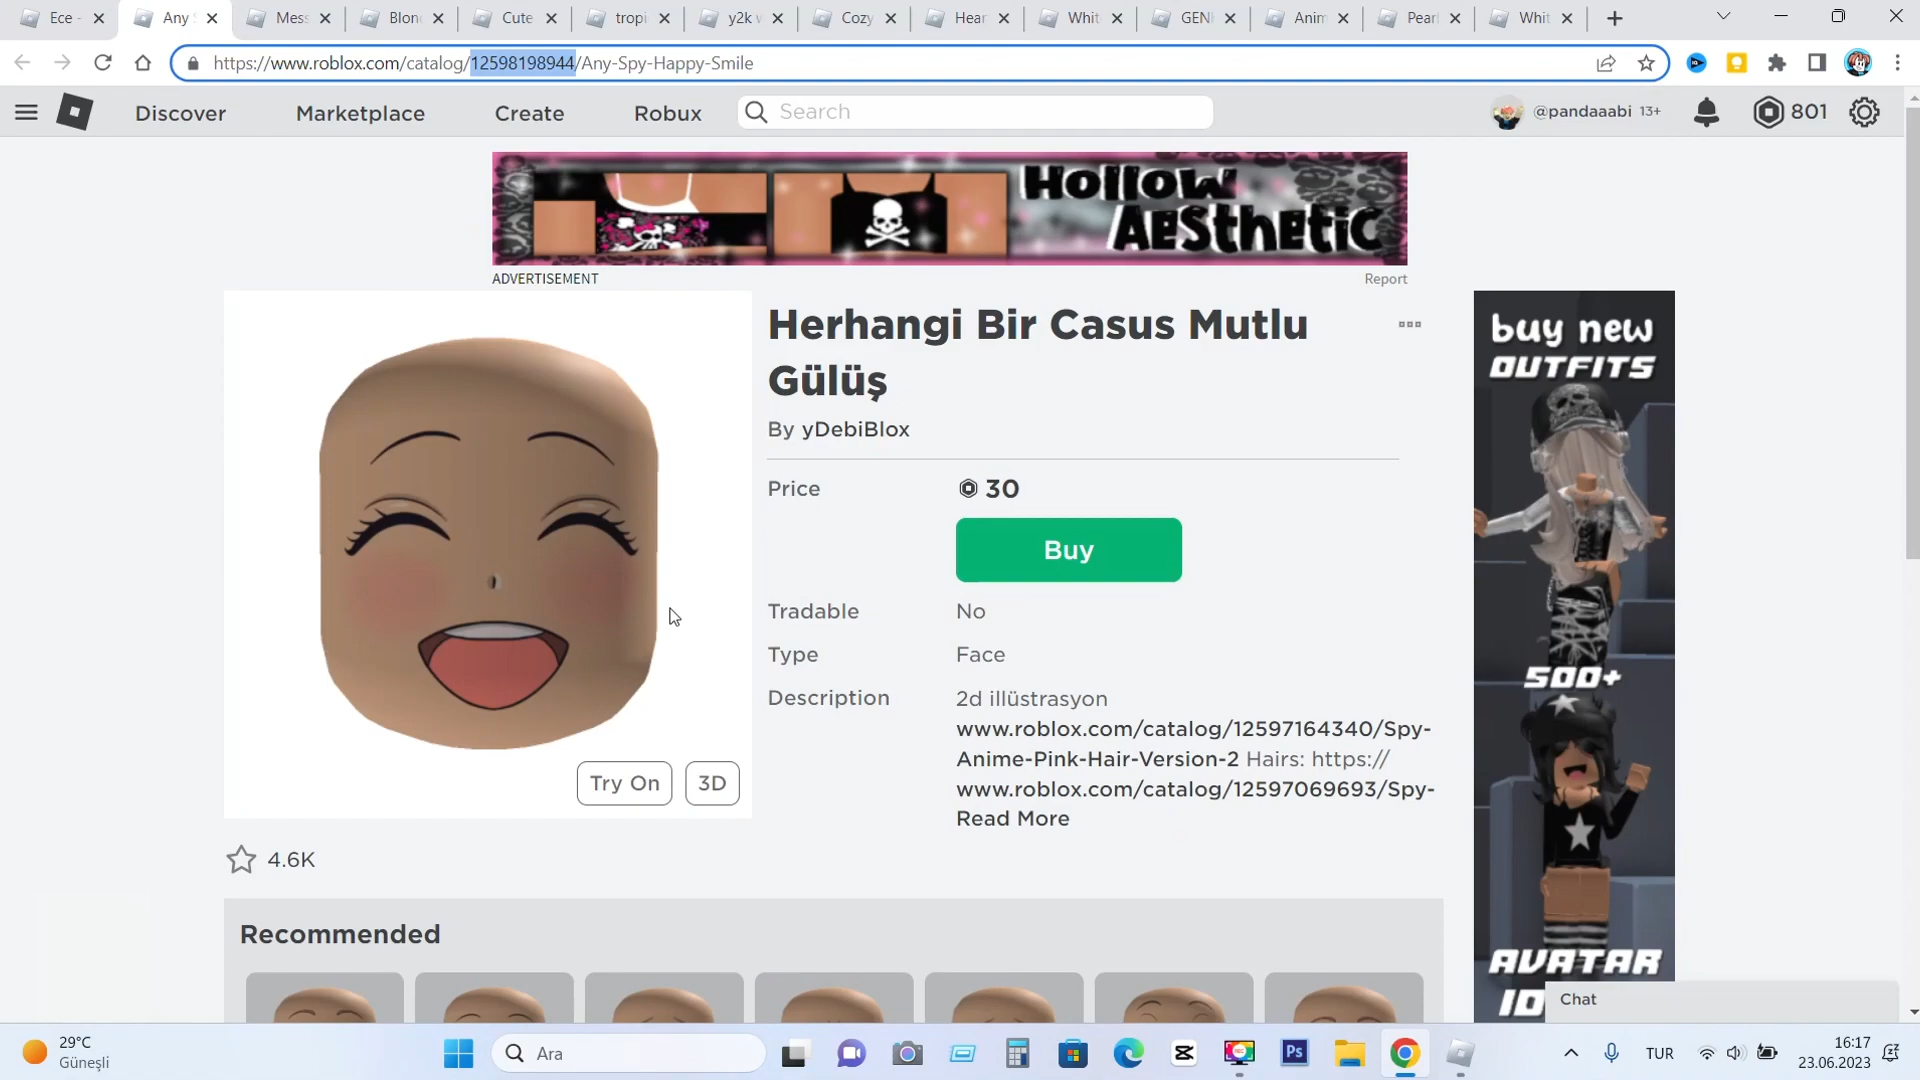 Ece -
Any
Mess
Blon
Cute
tropi
y2k
Cozy
Hear
Whit
GEN
Anim
Pearl
Whit
https://www.roblox.com/catalog/12598198944/Any-Spy-Happy-Smile
Discover
Marketplace
Create
Robux
Search
@pandaaabi 13+
801
Hollow
Aesthetic
ADVERTISEMENT
Report
Herhangi Bir Casus Mutlu
Gülüş
By yDebiBlox
Price
30
Buy
Tradable
No
Type
Face
Description
2d illüstrasyon
www.roblox.com/catalog/12597164340/Spy-
Anime-Pink-Hair-Version-2 Hairs: https://
www.roblox.com/catalog/12597069693/Spy-
Read More
Try On
3D
4.6K
Recommended
buy new
OUTFITS
500+
AVATAR
ID
Chat
29°C
Güneşli
Ara
Ps
TUR
16:17
23.06.2023